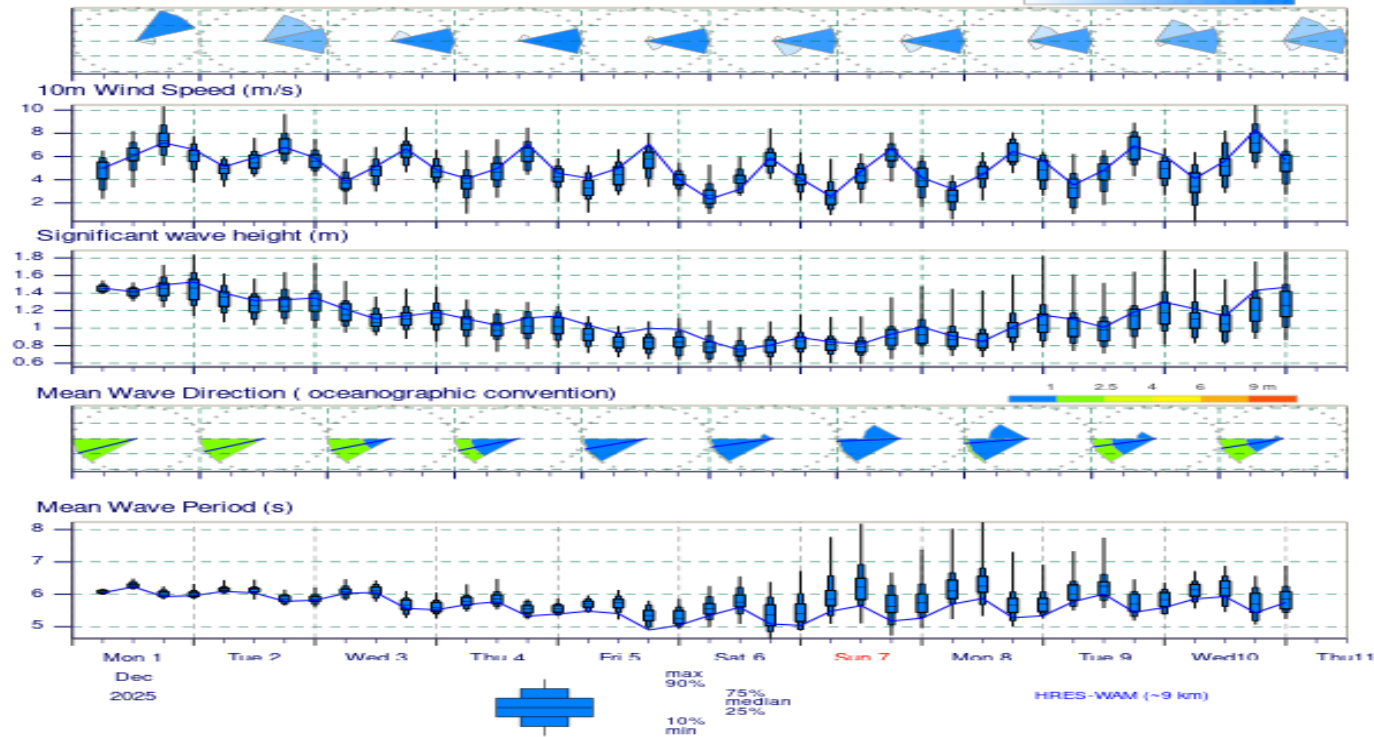 10m Wind Speed (m/s)
10
8
6
4
2
Significant wave height (m)
1.8
1.6
1.4
1.2
1
0.8
0.6
Mean Wave Direction ( oceanographic convention)
1 2.5 4 6 9 m
Mean Wave Period (s)
8
7
6
5
Mon 1 Tue 2 Wed 3 Thu 4 Fri 5 Sat 6 Sun 7 Mon 8 Tue 9 Wed10 Thu11
Dec
2025
max
90%
75%
median
25%
10%
min
HRES-WAM (~9 km)